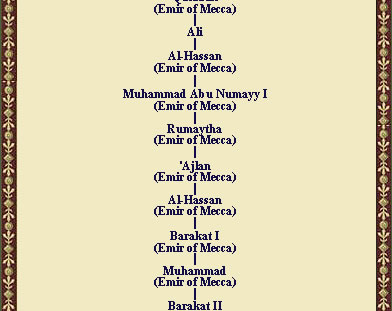 (Emir of Mecca)
Ali
Al-Hassan
(Emir of Mecca)
Muhammad Abu Numayy I
(Emir of Mecca)
Rumaytha
(Emir of Mecca)
'Ajlan
(Emir of Mecca)
Al-Hassan
(Emir of Mecca)
Barakat I
(Emir of Mecca)
Muhammad
(Emir of Mecca)
Barakat II